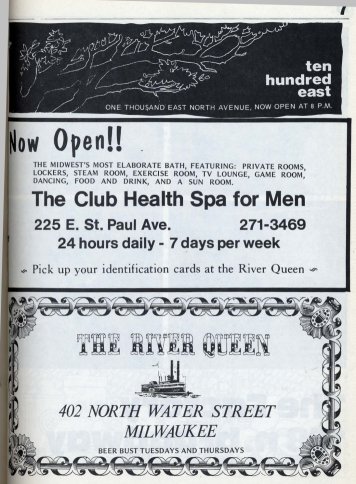 ten
hundred
east
ONE THOUSAND EAST NORTH AVENUE, NOW OPEN AT 8 P.M.
Now Open!!
THE MIDWEST'S MOST ELABORATE BATH, FEATURING: PRIVATE ROOMS,
LOCKERS, STEAM ROOM, EXERCISE ROOM, TV LOUNGE, GAME ROOM,
DANCING, FOOD AND DRINK, AND A SUN ROOM.
The Club Health Spa for Men
225 E. St. Paul Ave. 271-3469
24 hours daily - 7 days per week
Pick up your identification cards at the River Queen
THE RIVER QUEEN
402 NORTH WATER STREET
MILWAUKEE
BEER BUST TUESDAYS AND THURSDAYS